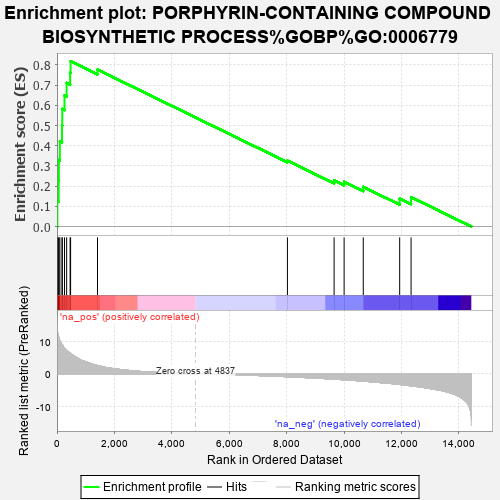 Enrichment plot: PORPHYRIN-CONTAINING COMPOUND
BIOSYNTHETIC PROCESS%GOBP%GO:0006779
Enrichment score (ES)
0.8
0.7
0.6
0.5
0.4
0.3
0.2
0.1
0.0
'na_pos' (positively correlated)
Ranked list metric (PreRanked)
10
0
-10
Zero cross at 4837
'na_neg' (negatively correlated)
0 2,000 4,000 6,000 8,000 10,000 12,000 14,000
Rank in Ordered Dataset
Enrichment profile Hits Ranking metric scores